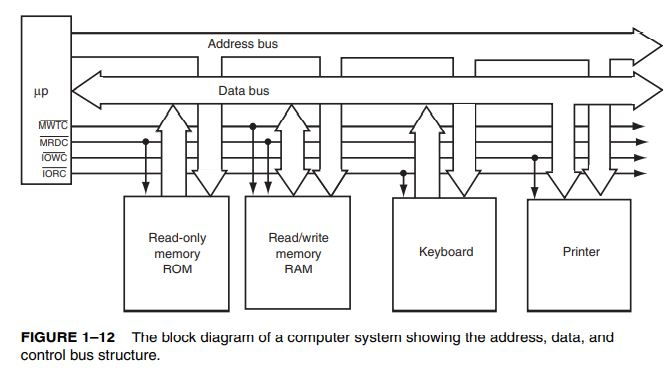 Address bus
μp
Data bus
MWTC
MRDC
IOWC
IORC
Read-only
memory
ROM
Read/write
memory
RAM
Keyboard
Printer
FIGURE 1–12 The block diagram of a computer system showing the address, data, and
control bus structure.